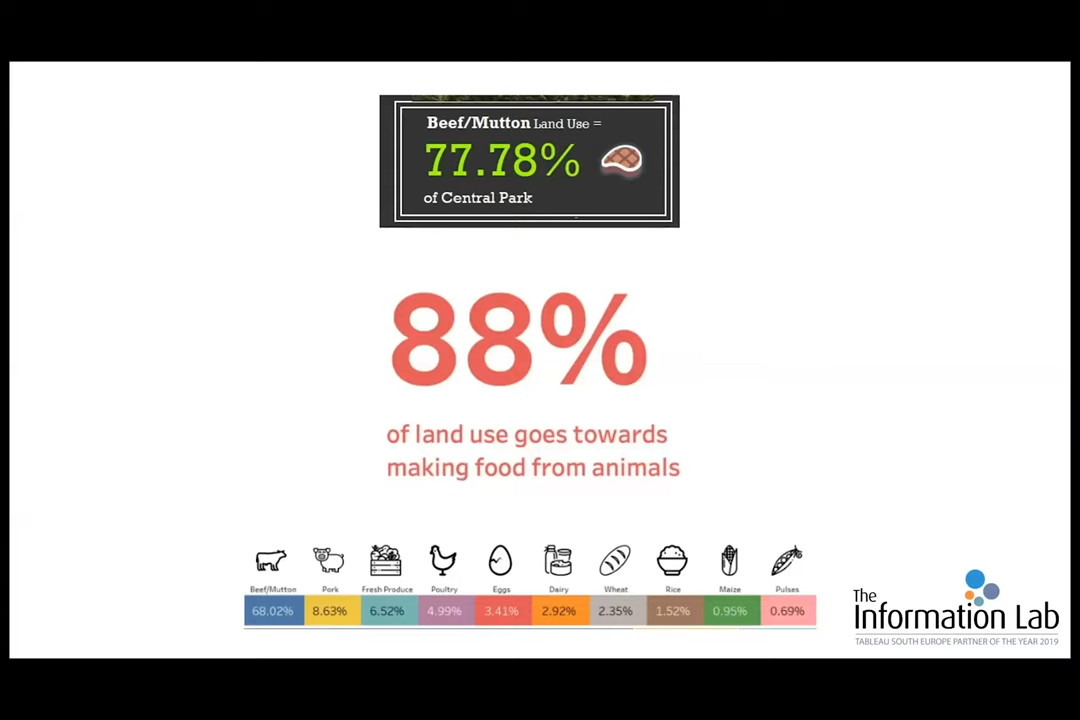 Beef/Mutton Land Use =
77.78%
of Central Park
88%
of land use goes towards
making food from animals
Beef/Mutton Pork Fresh Produce Poultry Eggs Dairy Wheat Rice Maize Pulses
68.02% 8.63% 6.52% 4.99% 3.41% 2.92% 2.35% 1.52% 0.95% 0.69%
The
Information Lab
TABLEAU SOUTH EUROPE PARTNER OF THE YEAR 2019